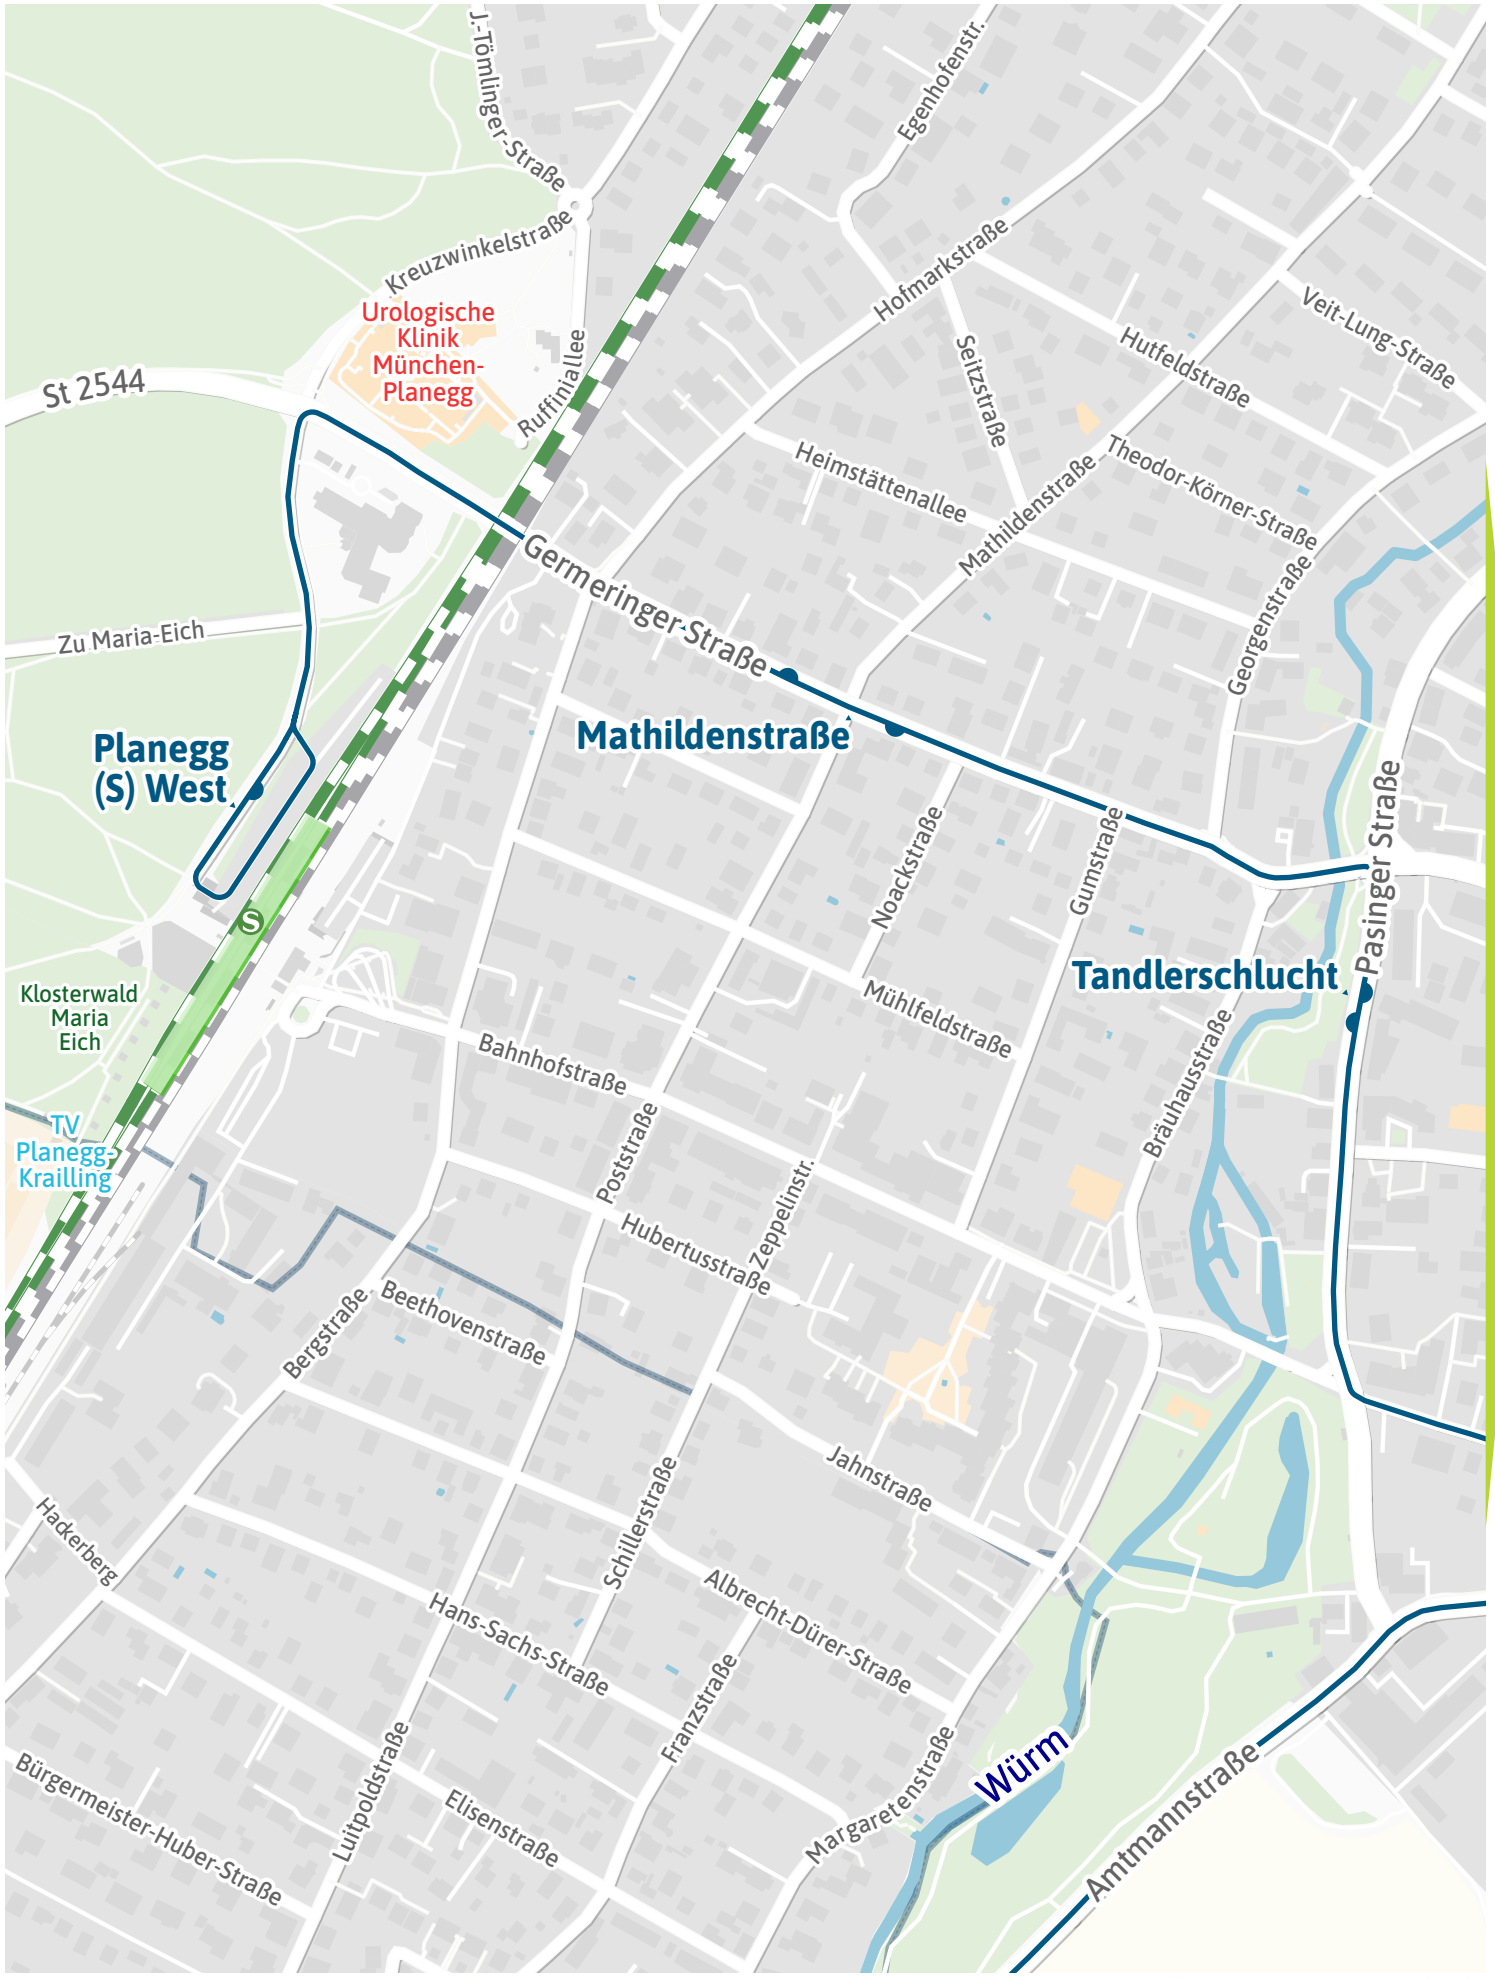 J.-Tömlinger-Straße
Egenhofenstr.
Kreuzwinkelstraße
Hofmarkstraße
Urologische
Klinik
München-
Planegg
Veit-Lung-Straße
Ruffiniallee
Seitzstraße
Hutfeldstraße
St 2544
Heimstättenallee
Mathildenstraße
Theodor-Körner-Straße
Germeringer Straße
Georgenstraße
Zu Maria-Eich
Planegg
(S) West
Mathildenstraße
Pasinger Straße
Noackstraße
Gumstraße
S
Tandlerschlucht
Klosterwald
Maria
Eich
Mühlfeldstraße
Bahnhofstraße
Bräuhausstraße
TV
Planegg-
Krailling
Poststraße
Zeppelinstr.
Hubertusstraße
Beethovenstraße
Bergstraße
Jahnstraße
Schillerstraße
Hackerberg
Albrecht-Dürer-Straße
Hans-Sachs-Straße
Franzstraße
Würm
Margaretenstraße
Luitpoldstraße
Elisenstraße
Bürgermeister-Huber-Straße
Amtmannstraße